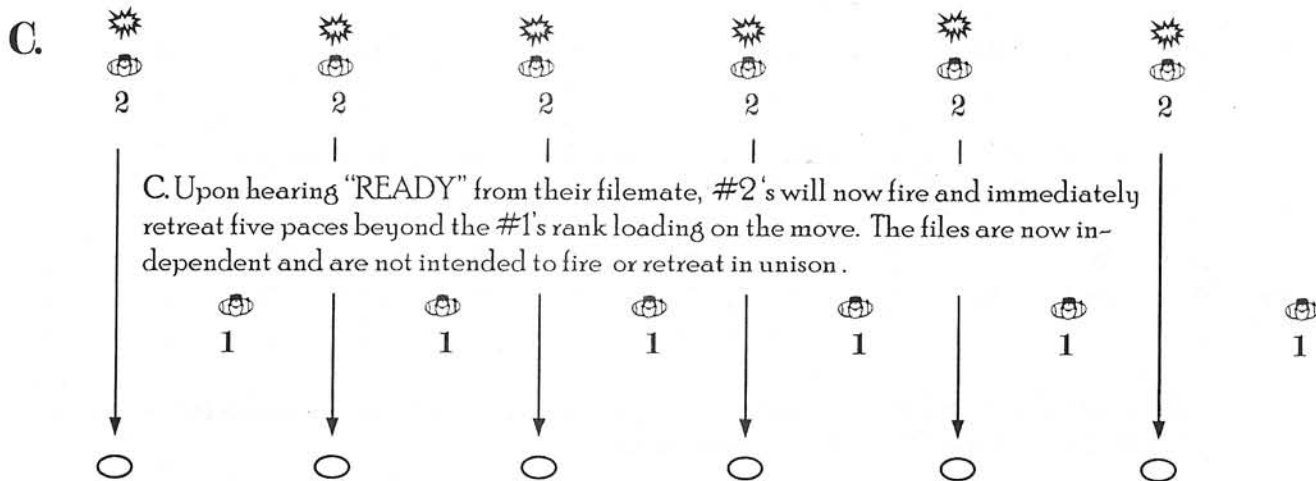 C.
2 2 2 2 2 2
C. Upon hearing “READY” from their filemate, #2's will now fire and immediately
retreat five paces beyond the #1's rank loading on the move. The files are now in-
dependent and are not intended to fire or retreat in unison.
1 1 1 1 1 1